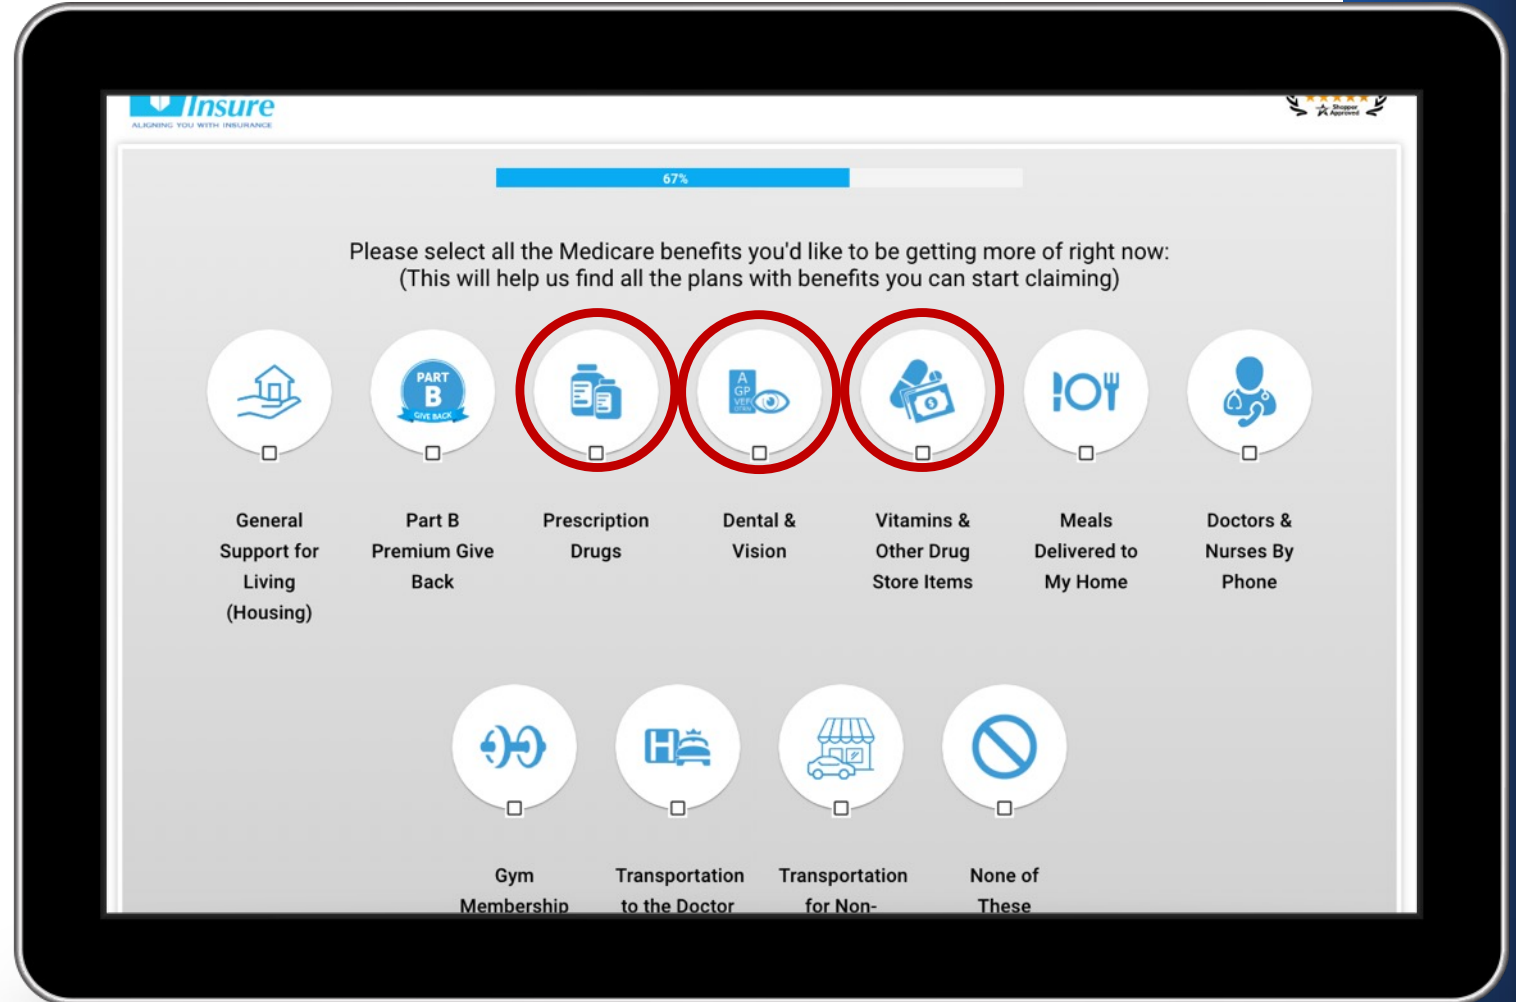 Insure
ALIGNING YOU WITH INSURANCE
Shopper
Approved
67%
Please select all the Medicare benefits you'd like to be getting more of right now:
(This will help us find all the plans with benefits you can start claiming)
PART
B
GIVE BACK
A
GP
VEF
General
Support for
Living
(Housing)
Part B
Premium Give
Back
Prescription
Drugs
Dental &
Vision
Vitamins &
Other Drug
Store Items
Meals
Delivered to
My Home
Doctors &
Nurses By
Phone
H
Gym
Membership
Transportation
to the Doctor
Transportation
for Non-
None of
These